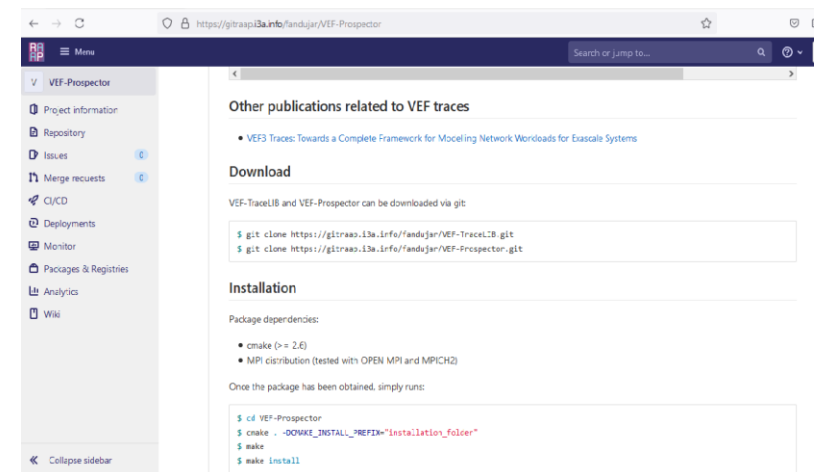 https://gitraap.i3a.info/fandujar/VEF-Prospector
RAAP
Menu
Search or jump to...
V VEF-Prospector
Project information
Repository
Issues 0
Merge requests 0
CI/CD
Deployments
Monitor
Packages & Registries
Analytics
Wiki
Collapse sidebar
Other publications related to VEF traces
• VEF3 Traces: Towards a Complete Framework for Modelling Network Workloads for Exascale Systems
Download
VEF-TraceLIB and VEF-Prospector can be downloaded via git:
$ git clone https://gitraap.i3a.info/fandujar/VEF-TraceLIB.git
$ git clone https://gitraap.i3a.info/fandujar/VEF-Prospector.git
Installation
Package dependencies:
• cmake (>= 2.6)
• MPI distribution (tested with OPEN MPI and MPICH2)
Once the package has been obtained, simply runs:
$ cd VEF-Prospector
$ cmake . -DCMAKE_INSTALL_PREFIX="installation_folder"
$ make
$ make install